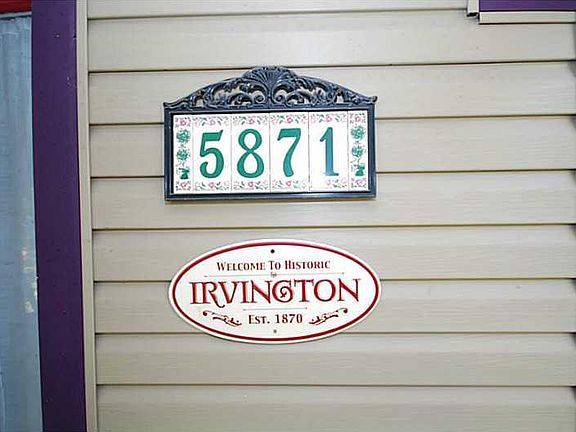 5871
WELCOME TO HISTORIC
IRVINGTON
EST. 1870